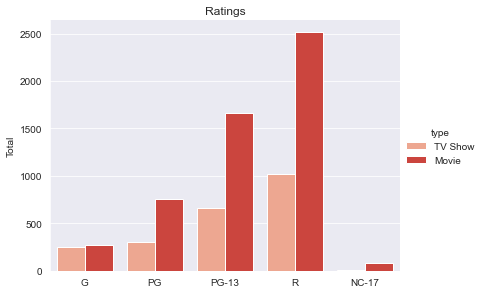 Ratings
2500
2000
1500
1000
500
0
Total
G PG PG-13 R NC-17
type
TV Show
Movie